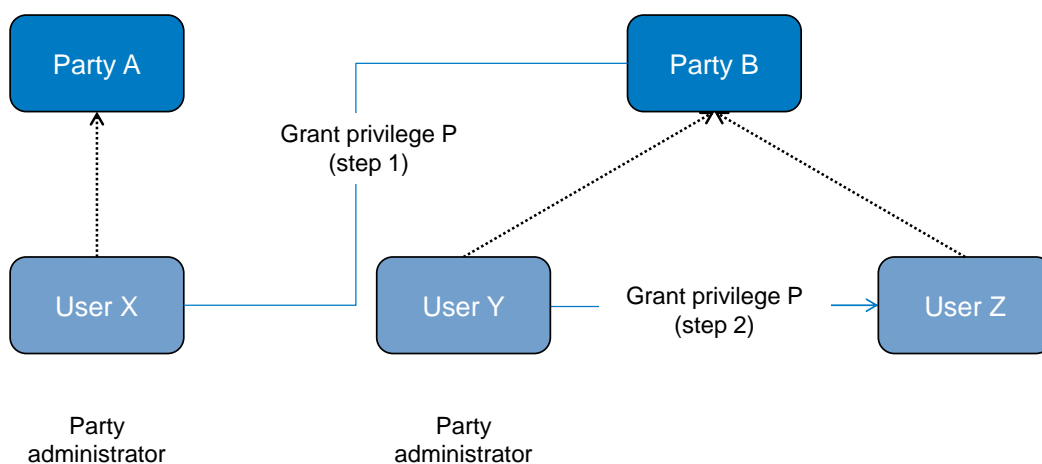 Party A
Party B
Grant privilege P
(step 1)
User X
User Y
Grant privilege P
(step 2)
User Z
Party
administrator
Party
administrator